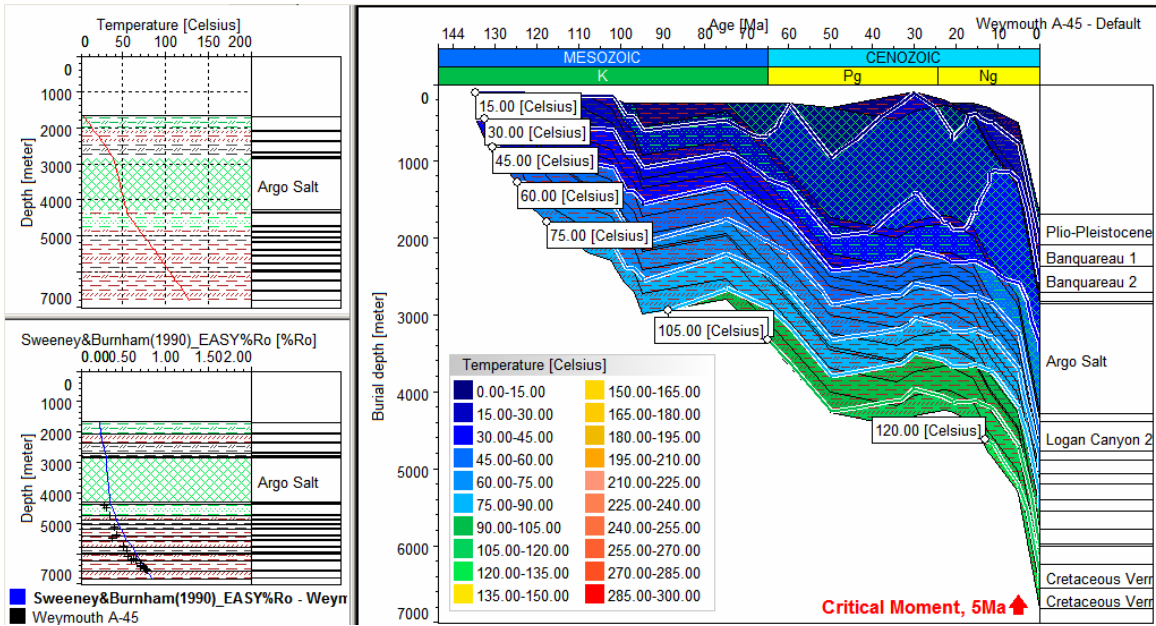 Temperature [Celsius]
0 50 100 150 200
0
1000
2000
3000
4000
5000
6000
7000
Depth [meter]
Argo Salt
Sweeney&Burnham(1990)_EASY%Ro [%Ro]
0.00 0.50 1.00 1.50 2.00
0
1000
2000
3000
4000
5000
6000
7000
Depth [meter]
Argo Salt
Sweeney&Burnham(1990)_EASY%Ro - Weyn
Weymouth A-45
Age [Ma]
Weymouth A-45 - Default
144 130 120 110 100 90 80 70 60 50 40 30 20 10 0
MESOZOIC CENOZOIC
K Pg Ng
0
1000
2000
3000
4000
5000
6000
7000
Burial depth [meter]
15.00 [Celsius]
30.00 [Celsius]
45.00 [Celsius]
60.00 [Celsius]
75.00 [Celsius]
105.00 [Celsius]
120.00 [Celsius]
Temperature [Celsius]
0.00-15.00 150.00-165.00
15.00-30.00 165.00-180.00
30.00-45.00 180.00-195.00
45.00-60.00 195.00-210.00
60.00-75.00 210.00-225.00
75.00-90.00 225.00-240.00
90.00-105.00 240.00-255.00
105.00-120.00 255.00-270.00
120.00-135.00 270.00-285.00
135.00-150.00 285.00-300.00
Plio-Pleistocene
Banquareau 1
Banquareau 2
Argo Salt
Logan Canyon 2
Cretaceous Verr
Cretaceous Verr
Critical Moment, 5Ma